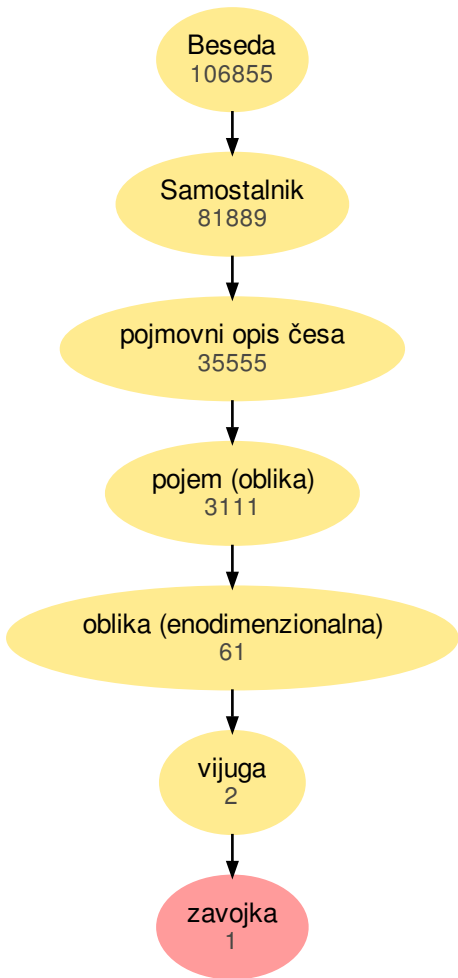 Beseda
106855
Samostalnik
81889
pojmovni opis česa
35555
pojem (oblika)
3111
oblika (enodimenzionalna)
61
vijuga
2
zavojka
1